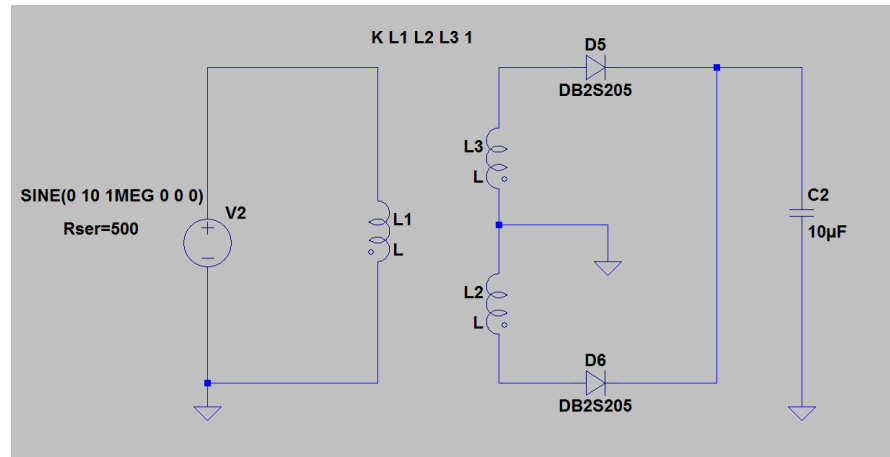 K L1 L2 L3 1
D5
DB2S205
L3
L
SINE(0 10 1MEG 0 0 0)
V2
Rser=500
L1
L
C2
10µF
L2
L
D6
DB2S205